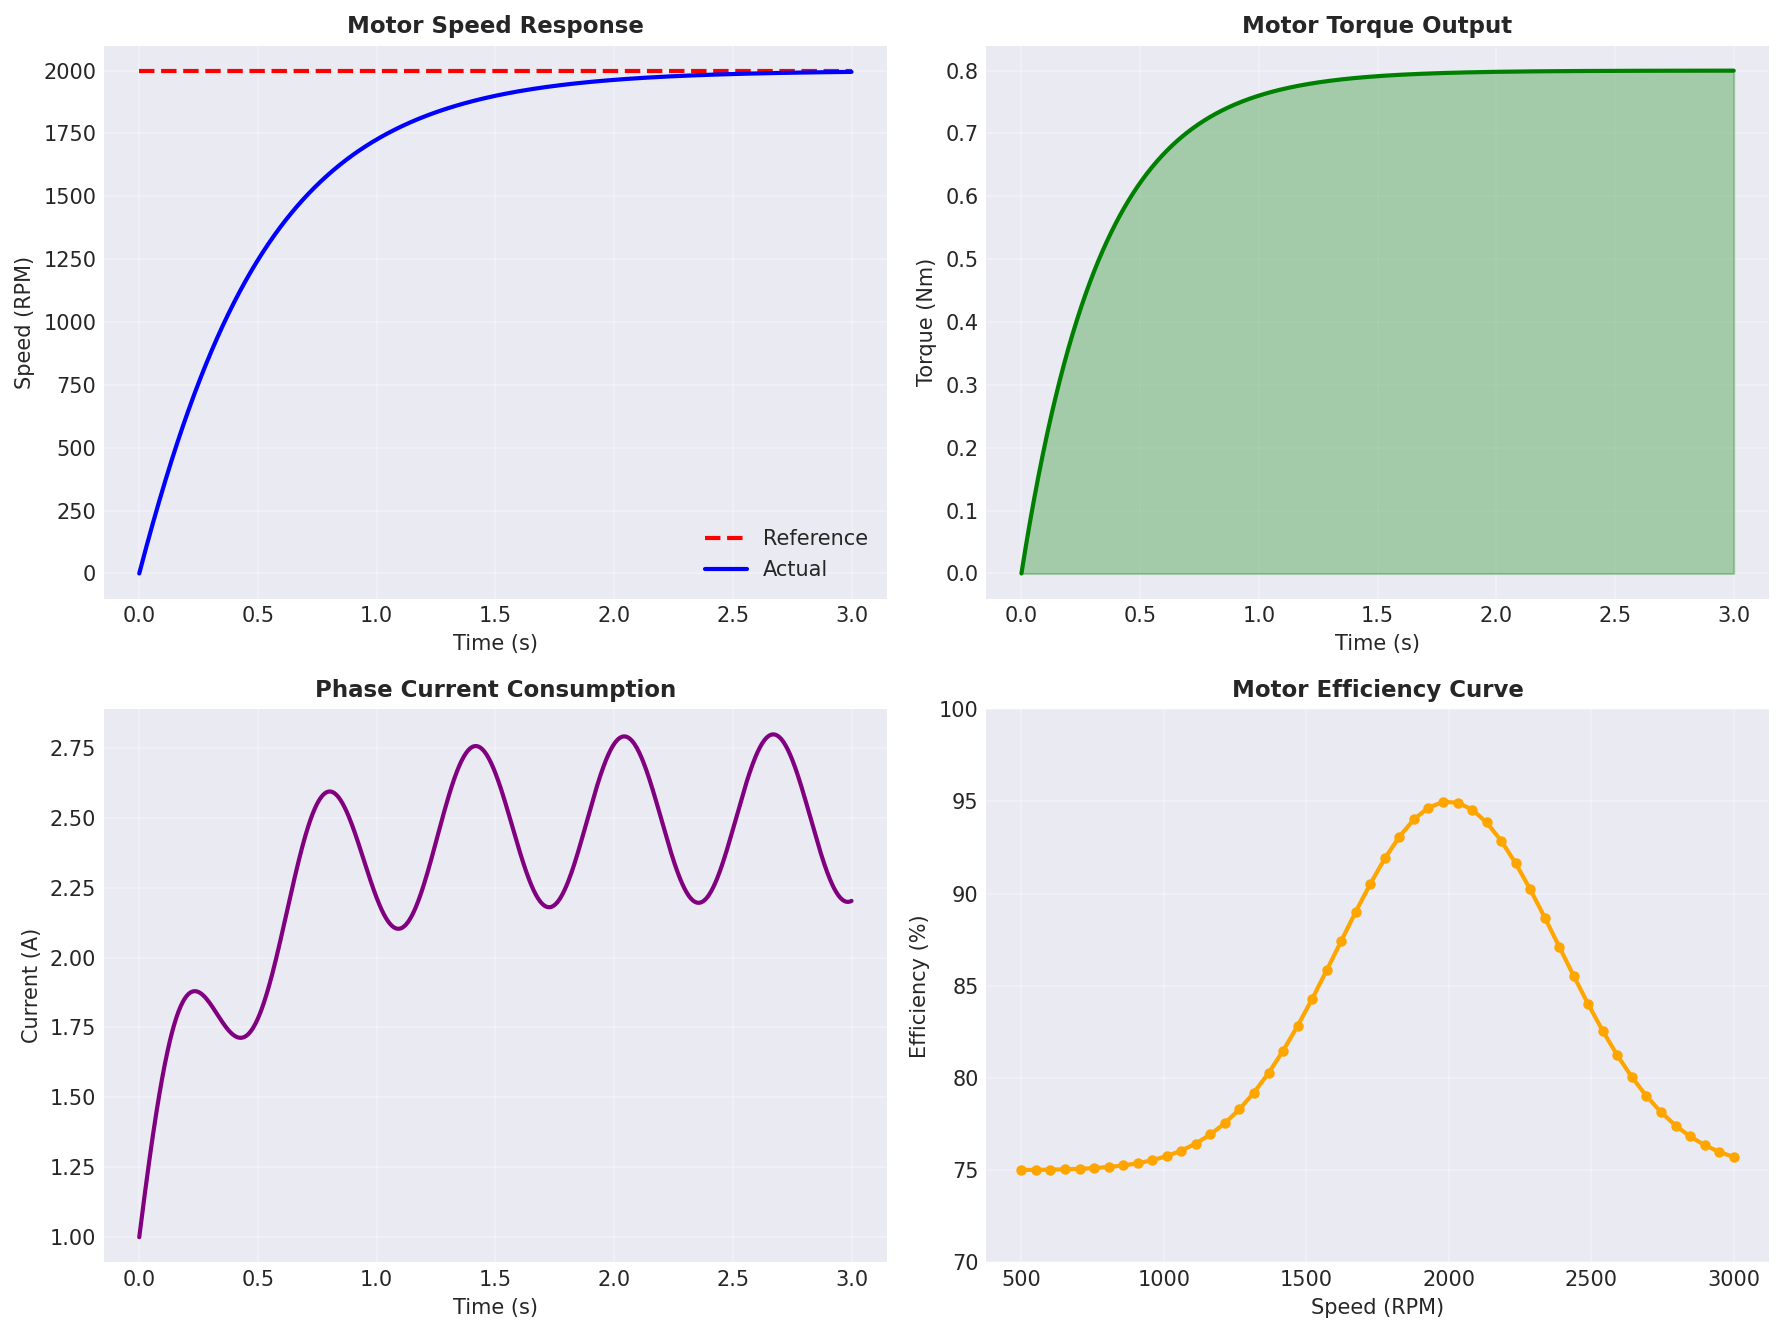 Motor Speed Response
Speed (RPM)
2000
1750
1500
1250
1000
750
500
250
0
Reference
Actual
0.0 0.5 1.0 1.5 2.0 2.5 3.0
Time (s)
Motor Torque Output
Torque (Nm)
0.8
0.7
0.6
0.5
0.4
0.3
0.2
0.1
0.0
0.0 0.5 1.0 1.5 2.0 2.5 3.0
Time (s)
Phase Current Consumption
Current (A)
2.75
2.50
2.25
2.00
1.75
1.50
1.25
1.00
0.0 0.5 1.0 1.5 2.0 2.5 3.0
Time (s)
Motor Efficiency Curve
Efficiency (%)
100
95
90
85
80
75
70
500 1000 1500 2000 2500 3000
Speed (RPM)